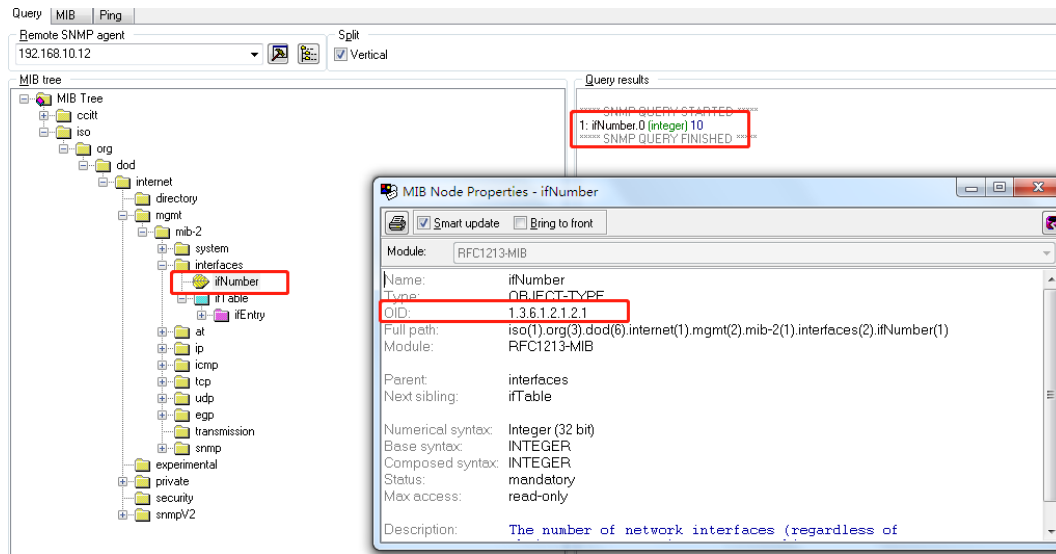 Query MIB Ping
Remote SNMP agent
Split
192.168.10.12
Vertical
MIB tree
Query results
MIB Tree
ccitt
iso
org
dod
internet
directory
mgmt
mib-2
system
interfaces
ifNumber
ifTable
ifEntry
at
ip
icmp
tcp
udp
egp
transmission
snmp
experimental
private
security
snmpV2
***** SNMP QUERY STARTED *****
1: ifNumber.0 (integer) 10
***** SNMP QUERY FINISHED *****
MIB Node Properties - ifNumber
Smart update Bring to front
Module: RFC1213-MIB
Name: ifNumber
Type: OBJECT-TYPE
OID: 1.3.6.1.2.1.2.1
Full path: iso(1).org(3).dod(6).internet(1).mgmt(2).mib-2(1).interfaces(2).ifNumber(1)
Module: RFC1213-MIB
Parent: interfaces
Next sibling: ifTable
Numerical syntax: Integer (32 bit)
Base syntax: INTEGER
Composed syntax: INTEGER
Status: mandatory
Max access: read-only
Description: The number of network interfaces (regardless of